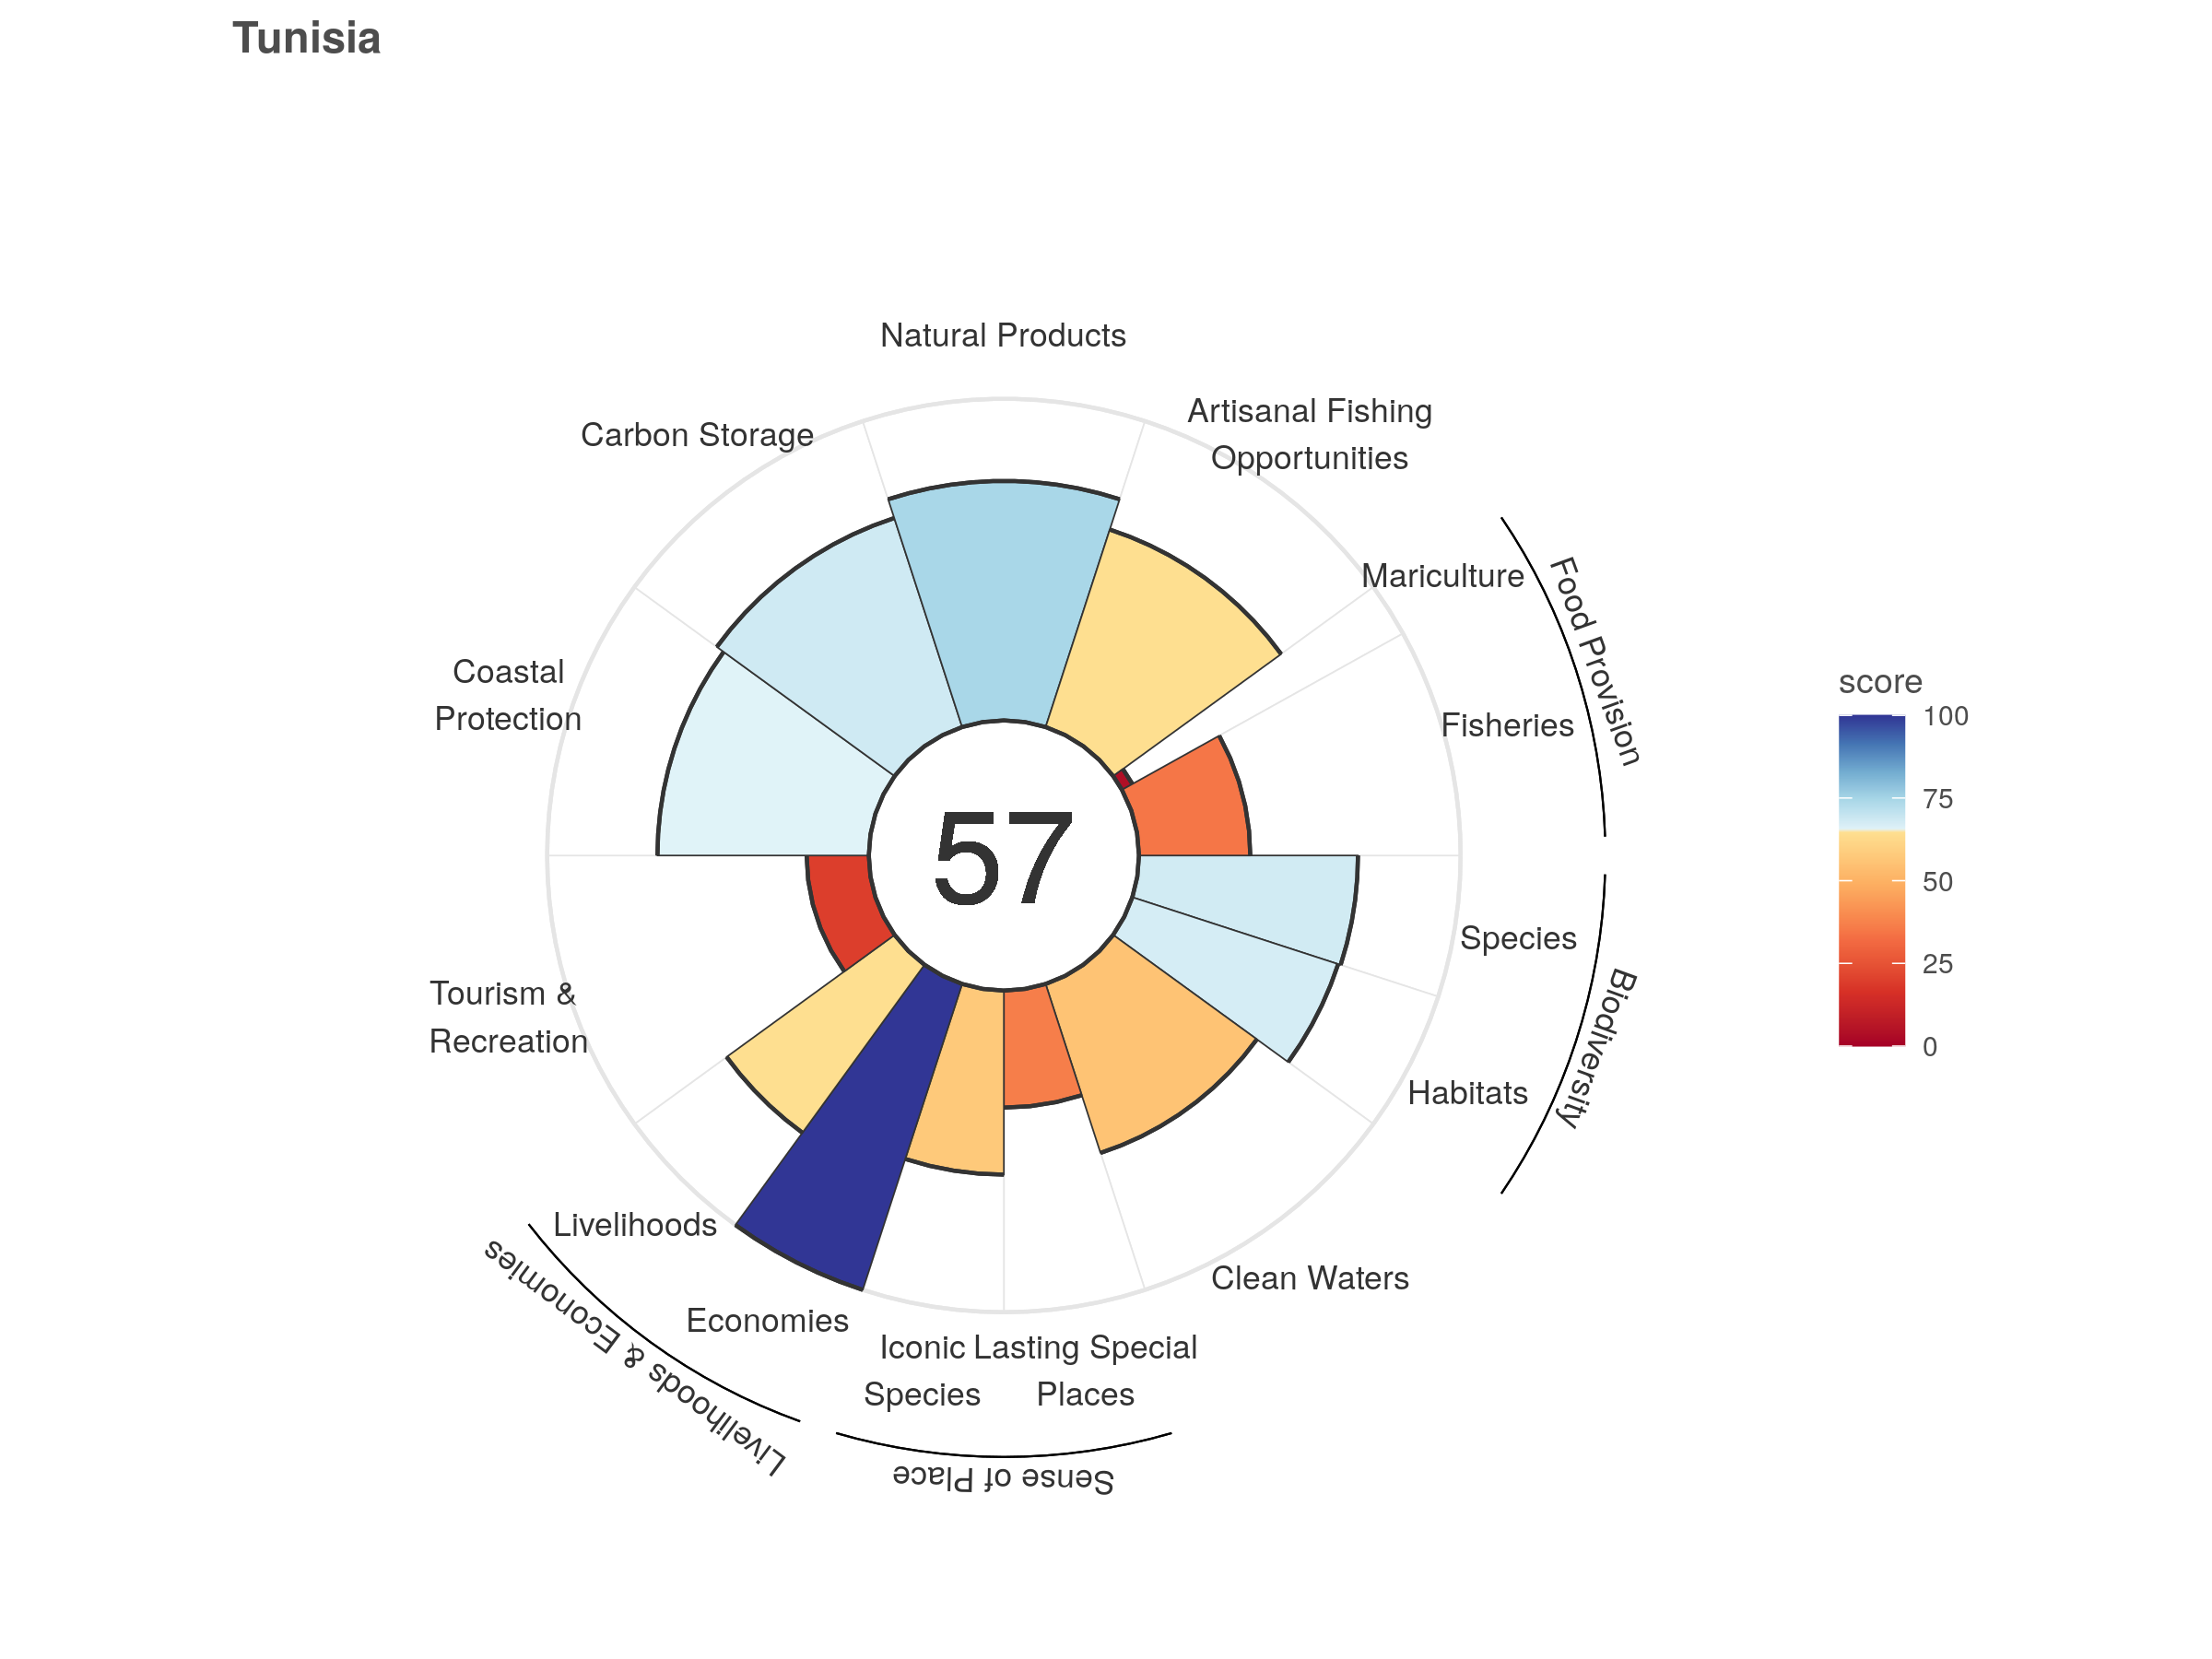 Tunisia
Natural Products
Artisanal Fishing
Opportunities
Carbon Storage
Mariculture
Food Provision
Coastal
Protection
Fisheries
score
100
75
50
25
0
57
Species
Biodiversity
Tourism &
Recreation
Habitats
Livelihoods
Clean Waters
Economies
Livelihoods & Economies
Iconic
Species
Lasting Special
Places
Sense of Place